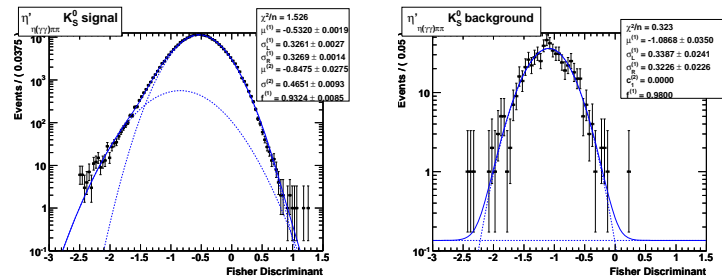 η' K⁰S signal
η(γγ)ππ
χ²/n = 1.526
μ⁽¹⁾ = -0.5320 ± 0.0019
σL⁽¹⁾ = 0.3261 ± 0.0027
σR⁽¹⁾ = 0.3269 ± 0.0014
μ⁽²⁾ = -0.8475 ± 0.0275
σ⁽²⁾ = 0.4651 ± 0.0093
f⁽¹⁾ = 0.9324 ± 0.0085
Events / ( 0.0375 )
10⁴
10³
10²
10
1
10⁻¹
-2.5 -2 -1.5 -1 -0.5 0 0.5 1 1.5
Fisher Discriminant
η' K⁰S background
η(γγ)ππ
χ²/n = 0.323
μ⁽¹⁾ = -1.0868 ± 0.0350
σL⁽¹⁾ = 0.3387 ± 0.0241
σR⁽¹⁾ = 0.3226 ± 0.0226
c₁⁽²⁾ = 0.0000
f⁽¹⁾ = 0.9800
Events / ( 0.05 )
10
1
10⁻¹
-3 -2.5 -2 -1.5 -1 -0.5 0 0.5 1 1.5
Fisher Discriminant